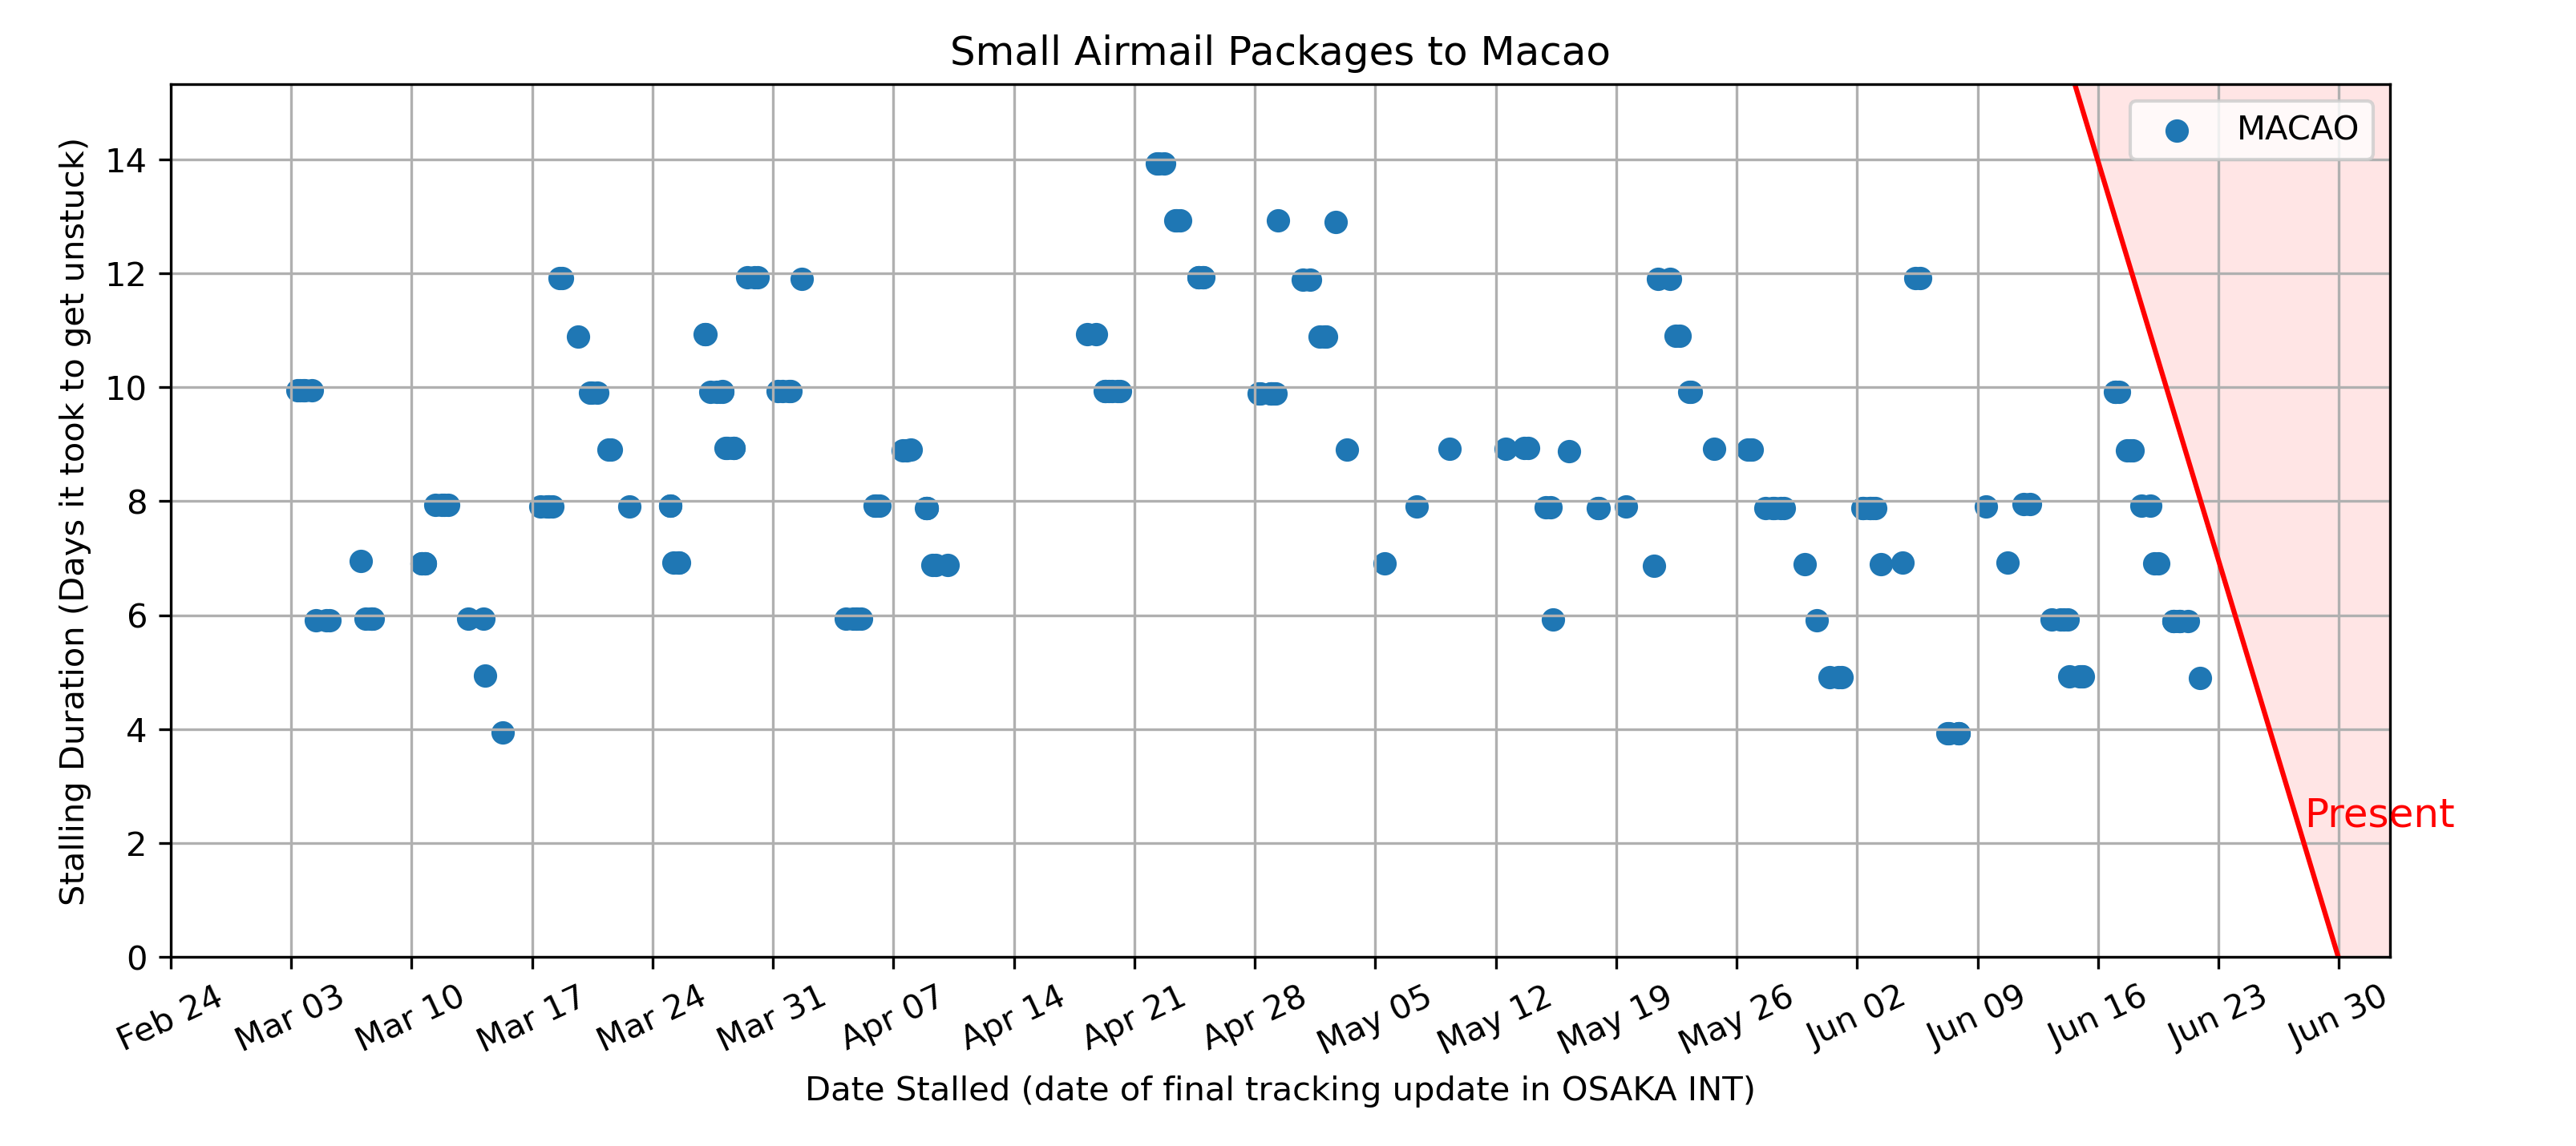 Small Airmail Packages to Macao
MACAO
Stalling Duration (Days it took to get unstuck)
14
12
10
8
6
4
2
0
Present
Feb 24
Mar 03
Mar 10
Mar 17
Mar 24
Mar 31
Apr 07
Apr 14
Apr 21
Apr 28
May 05
May 12
May 19
May 26
Jun 02
Jun 09
Jun 16
Jun 23
Jun 30
Date Stalled (date of final tracking update in OSAKA INT)